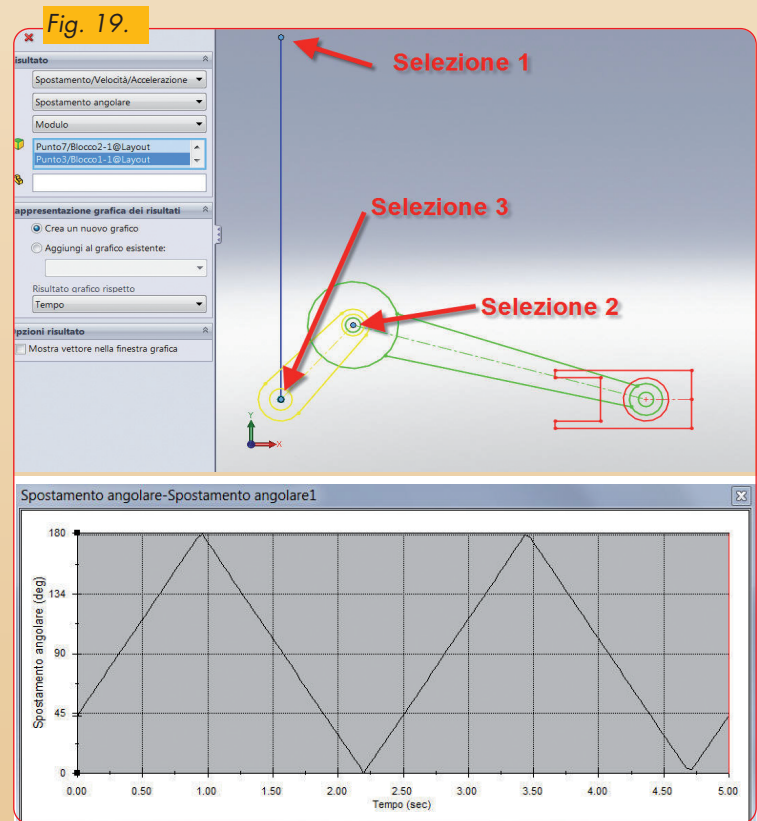 Fig. 19.
isultato
Spostamento/Velocità/Accelerazione
Spostamento angolare
Modulo
Punto7/Blocco2-1@Layout
Punto3/Blocco1-1@Layout
appresentazione grafica dei risultati
Crea un nuovo grafico
Aggiungi al grafico esistente:
Risultato grafico rispetto
Tempo
pzioni risultato
Mostra vettore nella finestra grafica
Selezione 1
Selezione 3
Selezione 2
Y
X
Spostamento angolare-Spostamento angolare1
Spostamento angolare (deg)
180
134
90
45
0
0.00 0.50 1.00 1.50 2.00 2.50 3.00 3.50 4.00 4.50 5.00
Tempo (sec)